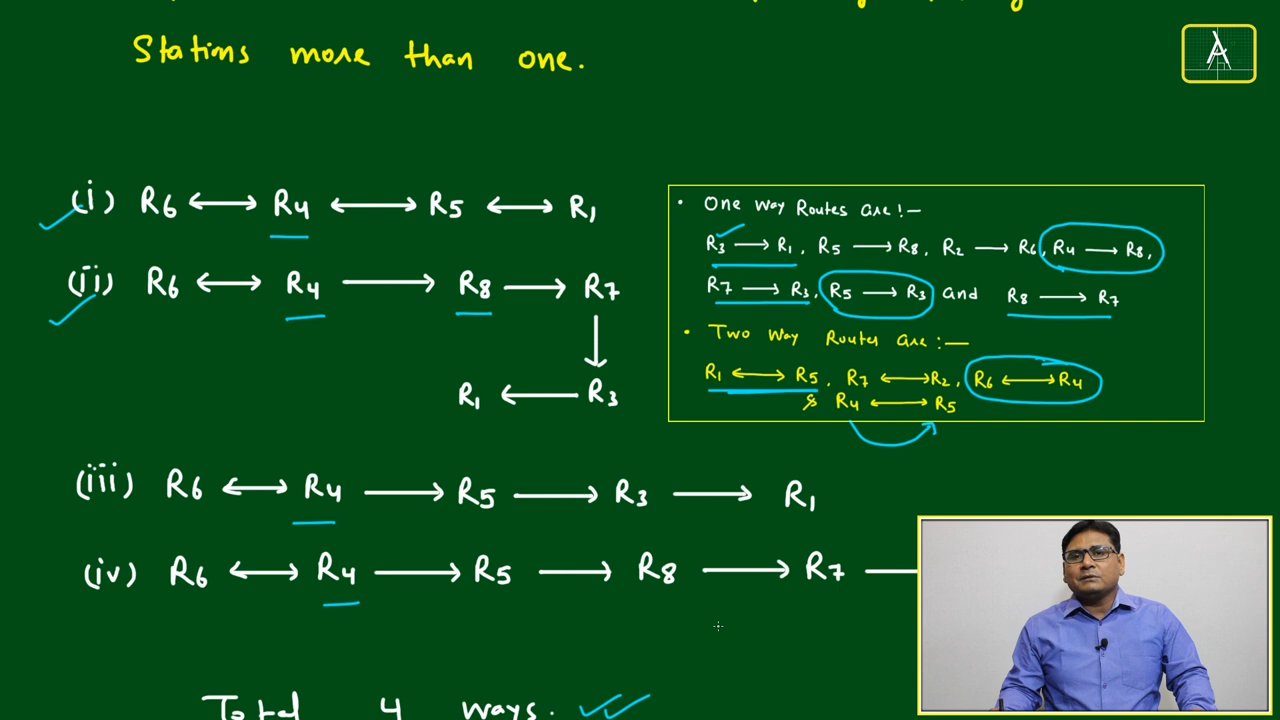 Stations more than one.
(i) R6 ⟷ R4 ⟷ R5 ⟷ R1
(ii) R6 ⟷ R4 ⟶ R8 ⟶ R7
R1 ⟵ R3
(iii) R6 ⟷ R4 ⟶ R5 ⟶ R3 ⟶ R1
(iv) R6 ⟷ R4 ⟶ R5 ⟶ R8 ⟶ R7 ⟶
Total 4 ways.
• One Way Routes are :-
R3 ⟶ R1, R5 ⟶ R8, R2 ⟶ R6, R4 ⟶ R8,
R7 ⟶ R3, R5 ⟶ R3 and R8 ⟶ R7
• Two Way Routes are :-
R1 ⟷ R5, R7 ⟷ R2, R6 ⟷ R4
& R4 ⟷ R5